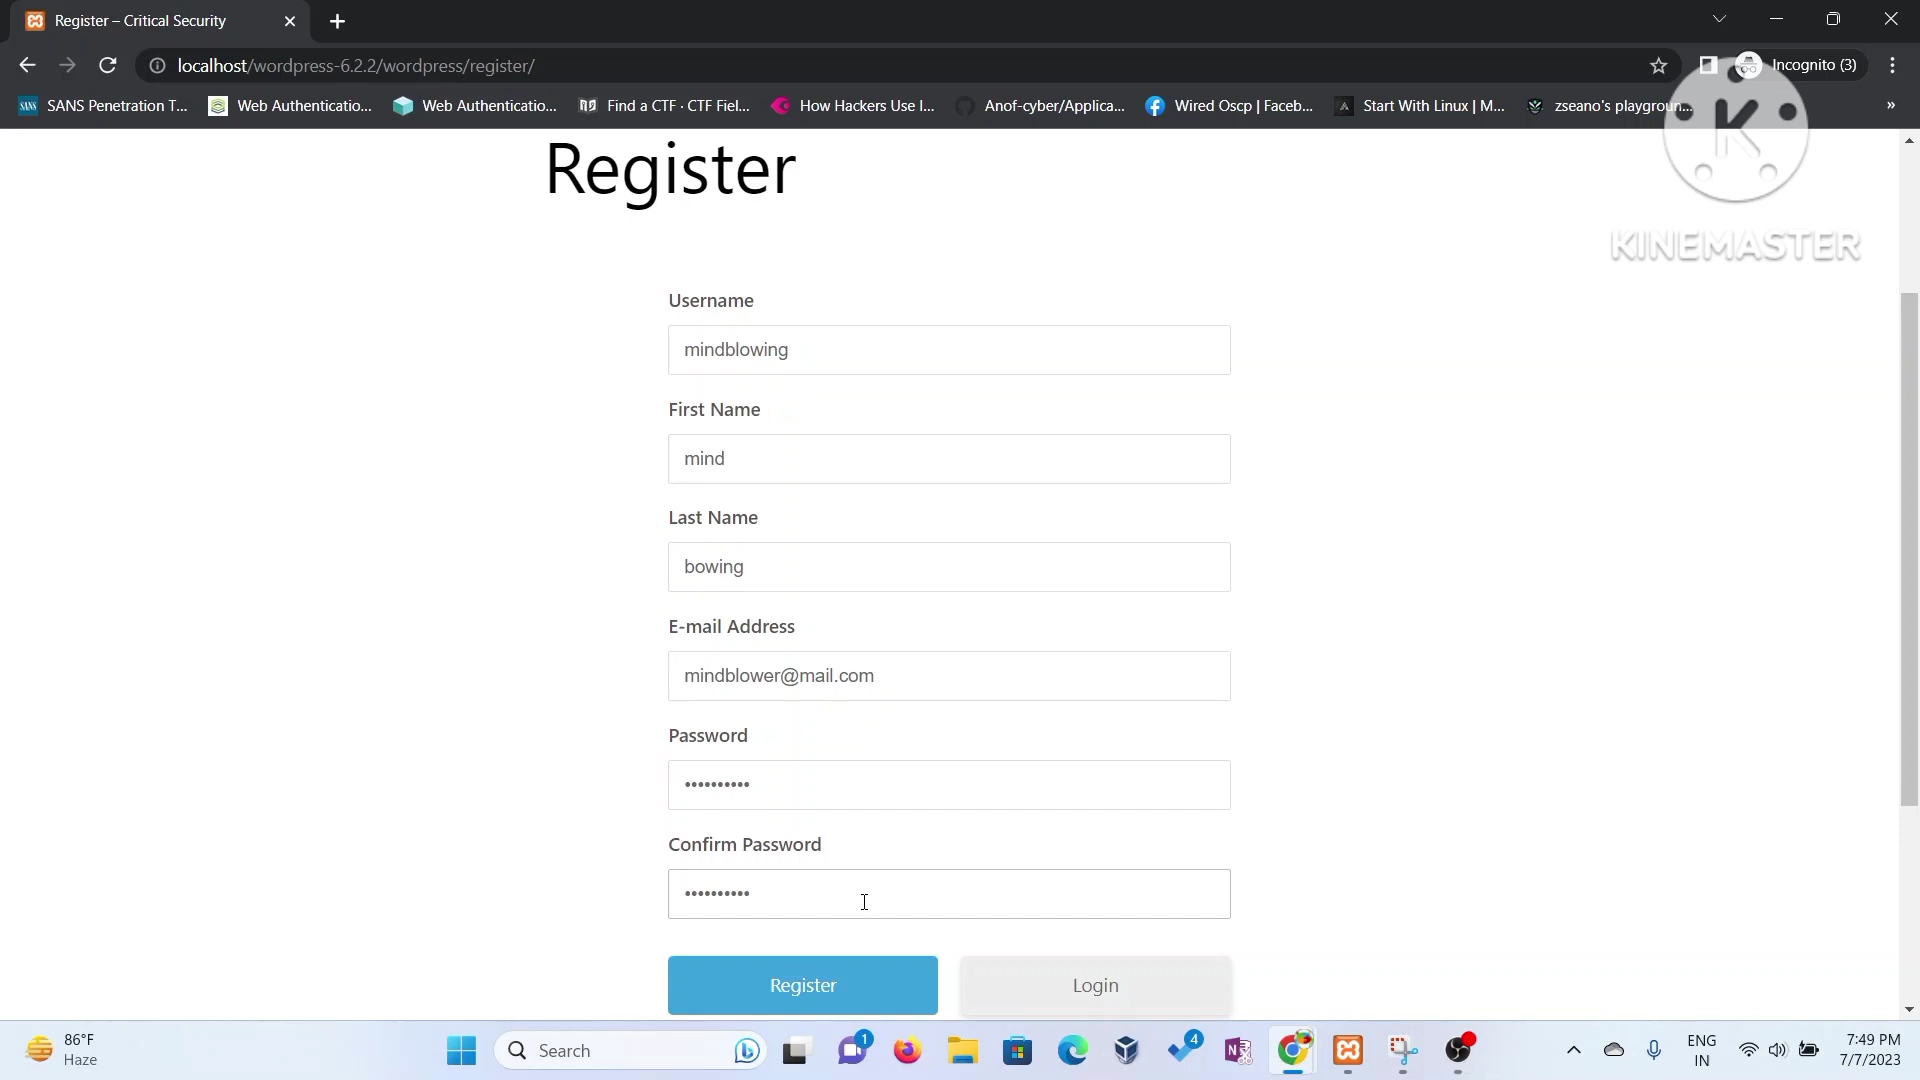 Register – Critical Security
localhost/wordpress-6.2.2/wordpress/register/
Incognito (3)
SANS Penetration T... Web Authenticatio... Web Authenticatio... Find a CTF · CTF Fiel... How Hackers Use I... Anof-cyber/Applica... Wired Oscp | Faceb... Start With Linux | M... zseano's playgroun... »
K
KINEMASTER
Register
Username
mindblowing
First Name
mind
Last Name
bowing
E-mail Address
mindblower@mail.com
Password
••••••••••
Confirm Password
••••••••••
Register
Login
86°F
Haze
Search
1
4
ENG
IN
7:49 PM
7/7/2023